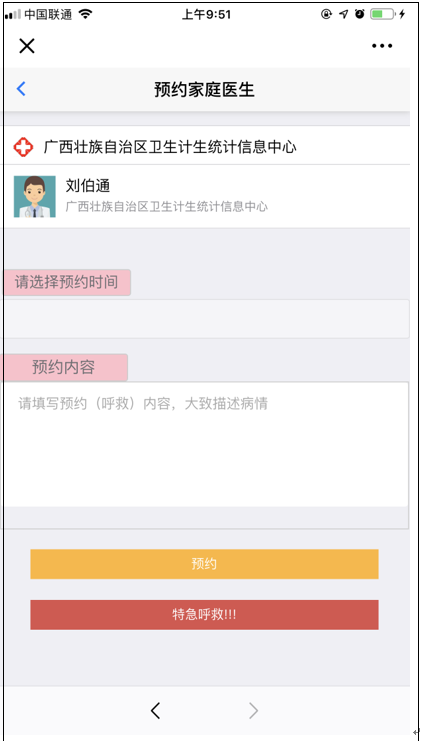 中国联通 上午9:51
预约家庭医生
广西壮族自治区卫生计生统计信息中心
刘伯通
广西壮族自治区卫生计生统计信息中心
请选择预约时间
预约内容
请填写预约（呼救）内容，大致描述病情
预约
特急呼救!!!